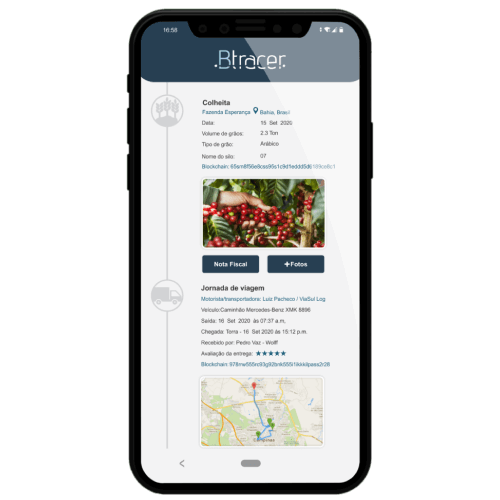 16:58
.Btracer.
Colheita
Fazenda Esperança Bahia, Brasil
Data: 15 Set 2020
Volume de grãos: 2.3 Ton
Tipo de grão: Arábico
Nome do silo: 07
Blockchain:
Nota Fiscal +Fotos
Jornada de viagem
Motorista/transportadora: Luiz Pacheco / ViaSul Log
Veículo:Caminhão Mercedes-Benz XMK 8896
Saída: 16 Set 2020 às 07:37 a.m.
Chegada: Terra - 16 Set 2020 às 15:12 p.m.
Recebido por: Pedro Vaz - Wolff
Avaliação da entrega: ★★★★★
Blockchain:
Campinas